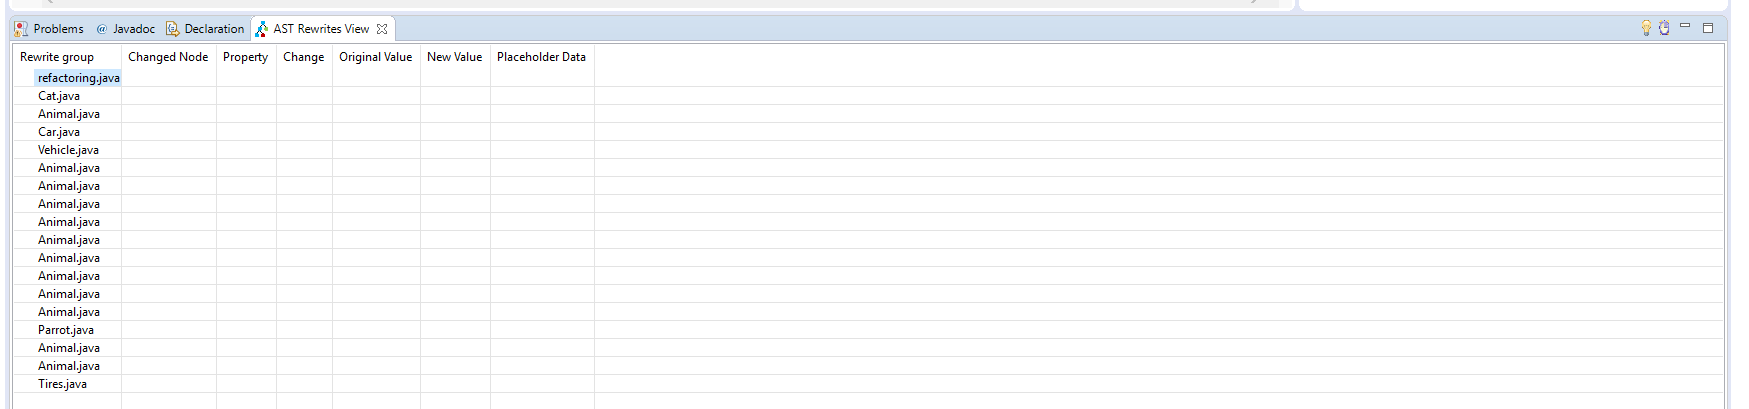 Problems @ Javadoc Declaration AST Rewrites View
Rewrite group Changed Node Property Change Original Value New Value Placeholder Data
refactoring.java
Cat.java
Animal.java
Car.java
Vehicle.java
Animal.java
Animal.java
Animal.java
Animal.java
Animal.java
Animal.java
Animal.java
Animal.java
Animal.java
Parrot.java
Animal.java
Animal.java
Tires.java